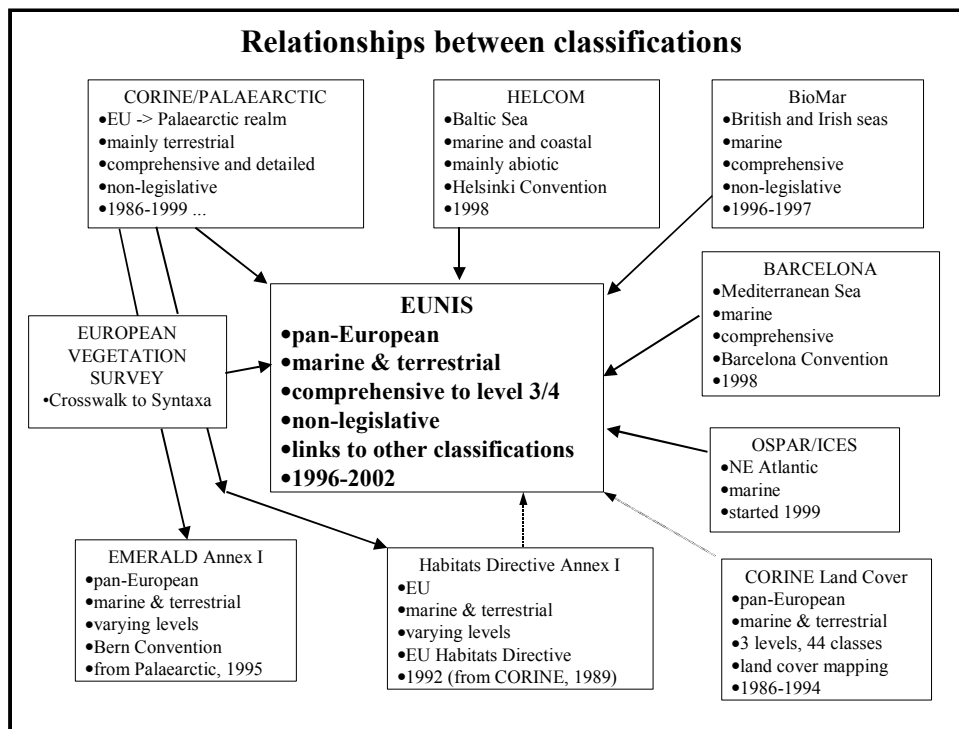 Relationships between classifications
CORINE/PALAEARCTIC
•EU -> Palaearctic realm
•mainly terrestrial
•comprehensive and detailed
•non-legislative
•1986-1999 ...
HELCOM
•Baltic Sea
•marine and coastal
•mainly abiotic
•Helsinki Convention
•1998
BioMar
•British and Irish seas
•marine
•comprehensive
•non-legislative
•1996-1997
EUROPEAN
VEGETATION
SURVEY
•Crosswalk to Syntaxa
EUNIS
•pan-European
•marine & terrestrial
•comprehensive to level 3/4
•non-legislative
•links to other classifications
•1996-2002
BARCELONA
•Mediterranean Sea
•marine
•comprehensive
•Barcelona Convention
•1998
OSPAR/ICES
•NE Atlantic
•marine
•started 1999
EMERALD Annex I
•pan-European
•marine & terrestrial
•varying levels
•Bern Convention
•from Palaearctic, 1995
Habitats Directive Annex I
•EU
•marine & terrestrial
•varying levels
•EU Habitats Directive
•1992 (from CORINE, 1989)
CORINE Land Cover
•pan-European
•marine & terrestrial
•3 levels, 44 classes
•land cover mapping
•1986-1994